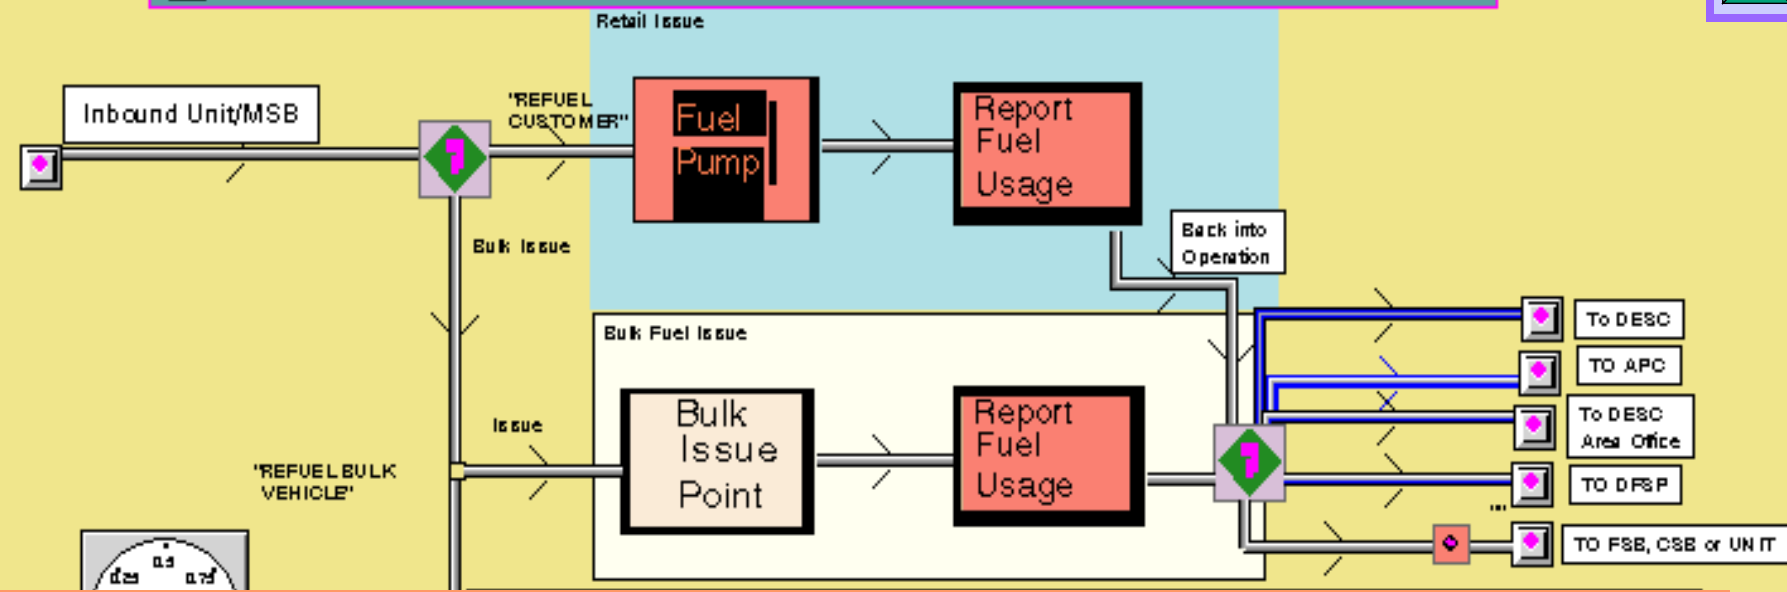 Retail Issue
Inbound Unit/MSB
"REFUEL
CUSTOMER"
Fuel
Pump
Report
Fuel
Usage
Back into
Operation
Bulk Issue
Bulk Fuel Issue
To DESC
TO APC
To DESC
Area Office
Issue
Bulk
Issue
Point
Report
Fuel
Usage
"REFUEL BULK
VEHICLE"
TO DFSP
TO FSB, CSB or UNIT
0.5
0.25 0.75